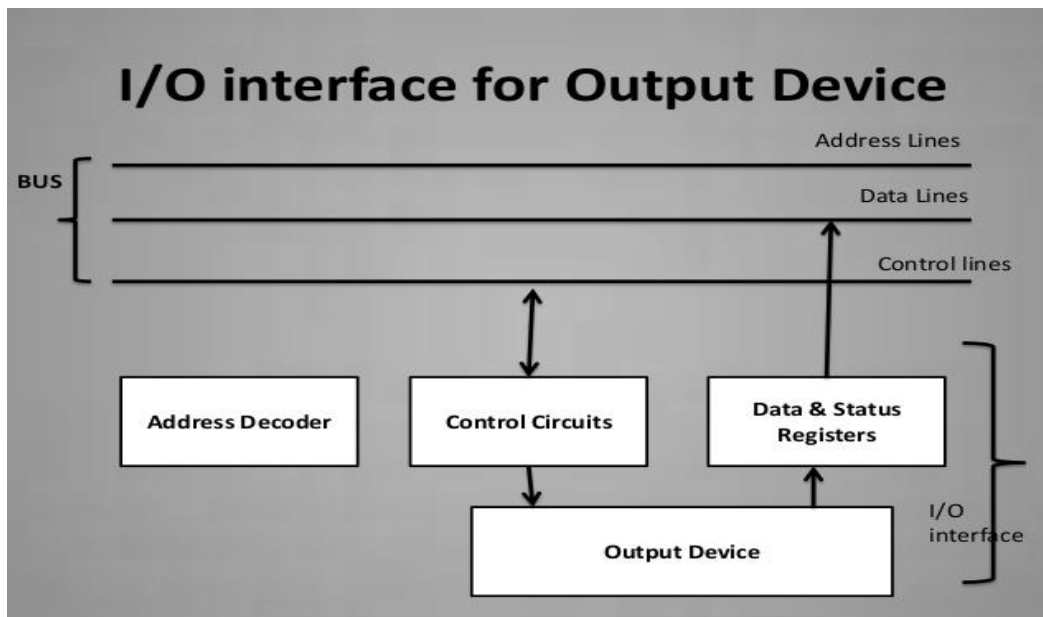 I/O interface for Output Device
Address Lines
BUS
Data Lines
Control lines
Address Decoder
Control Circuits
Data & Status
Registers
I/O
interface
Output Device